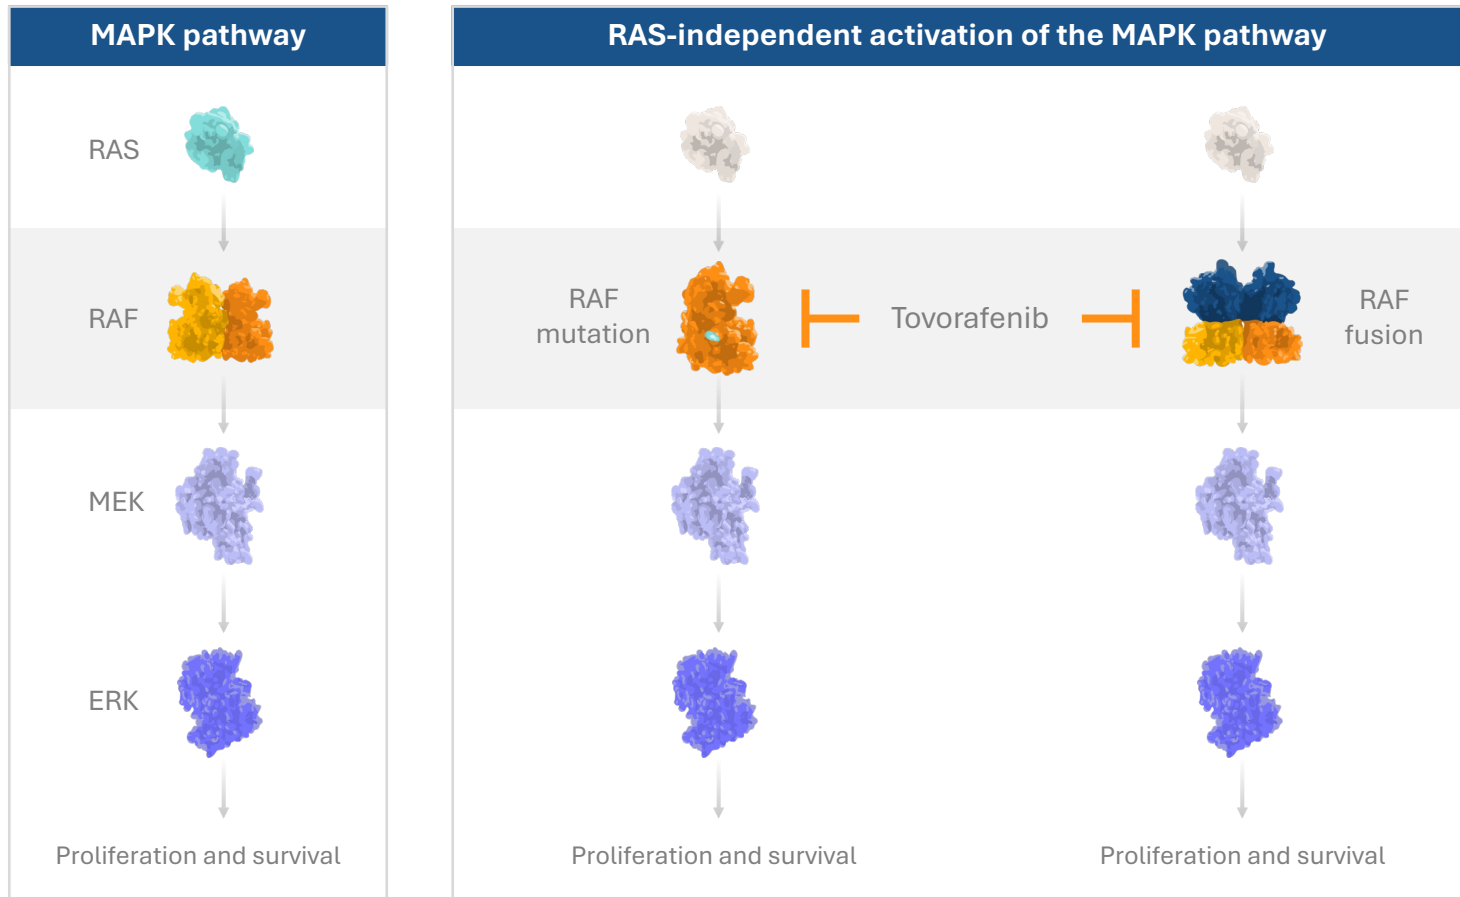 MAPK pathway
RAS
RAF
MEK
ERK
Proliferation and survival
RAS-independent activation of the MAPK pathway
RAF
mutation
Tovorafenib
RAF
fusion
Proliferation and survival
Proliferation and survival